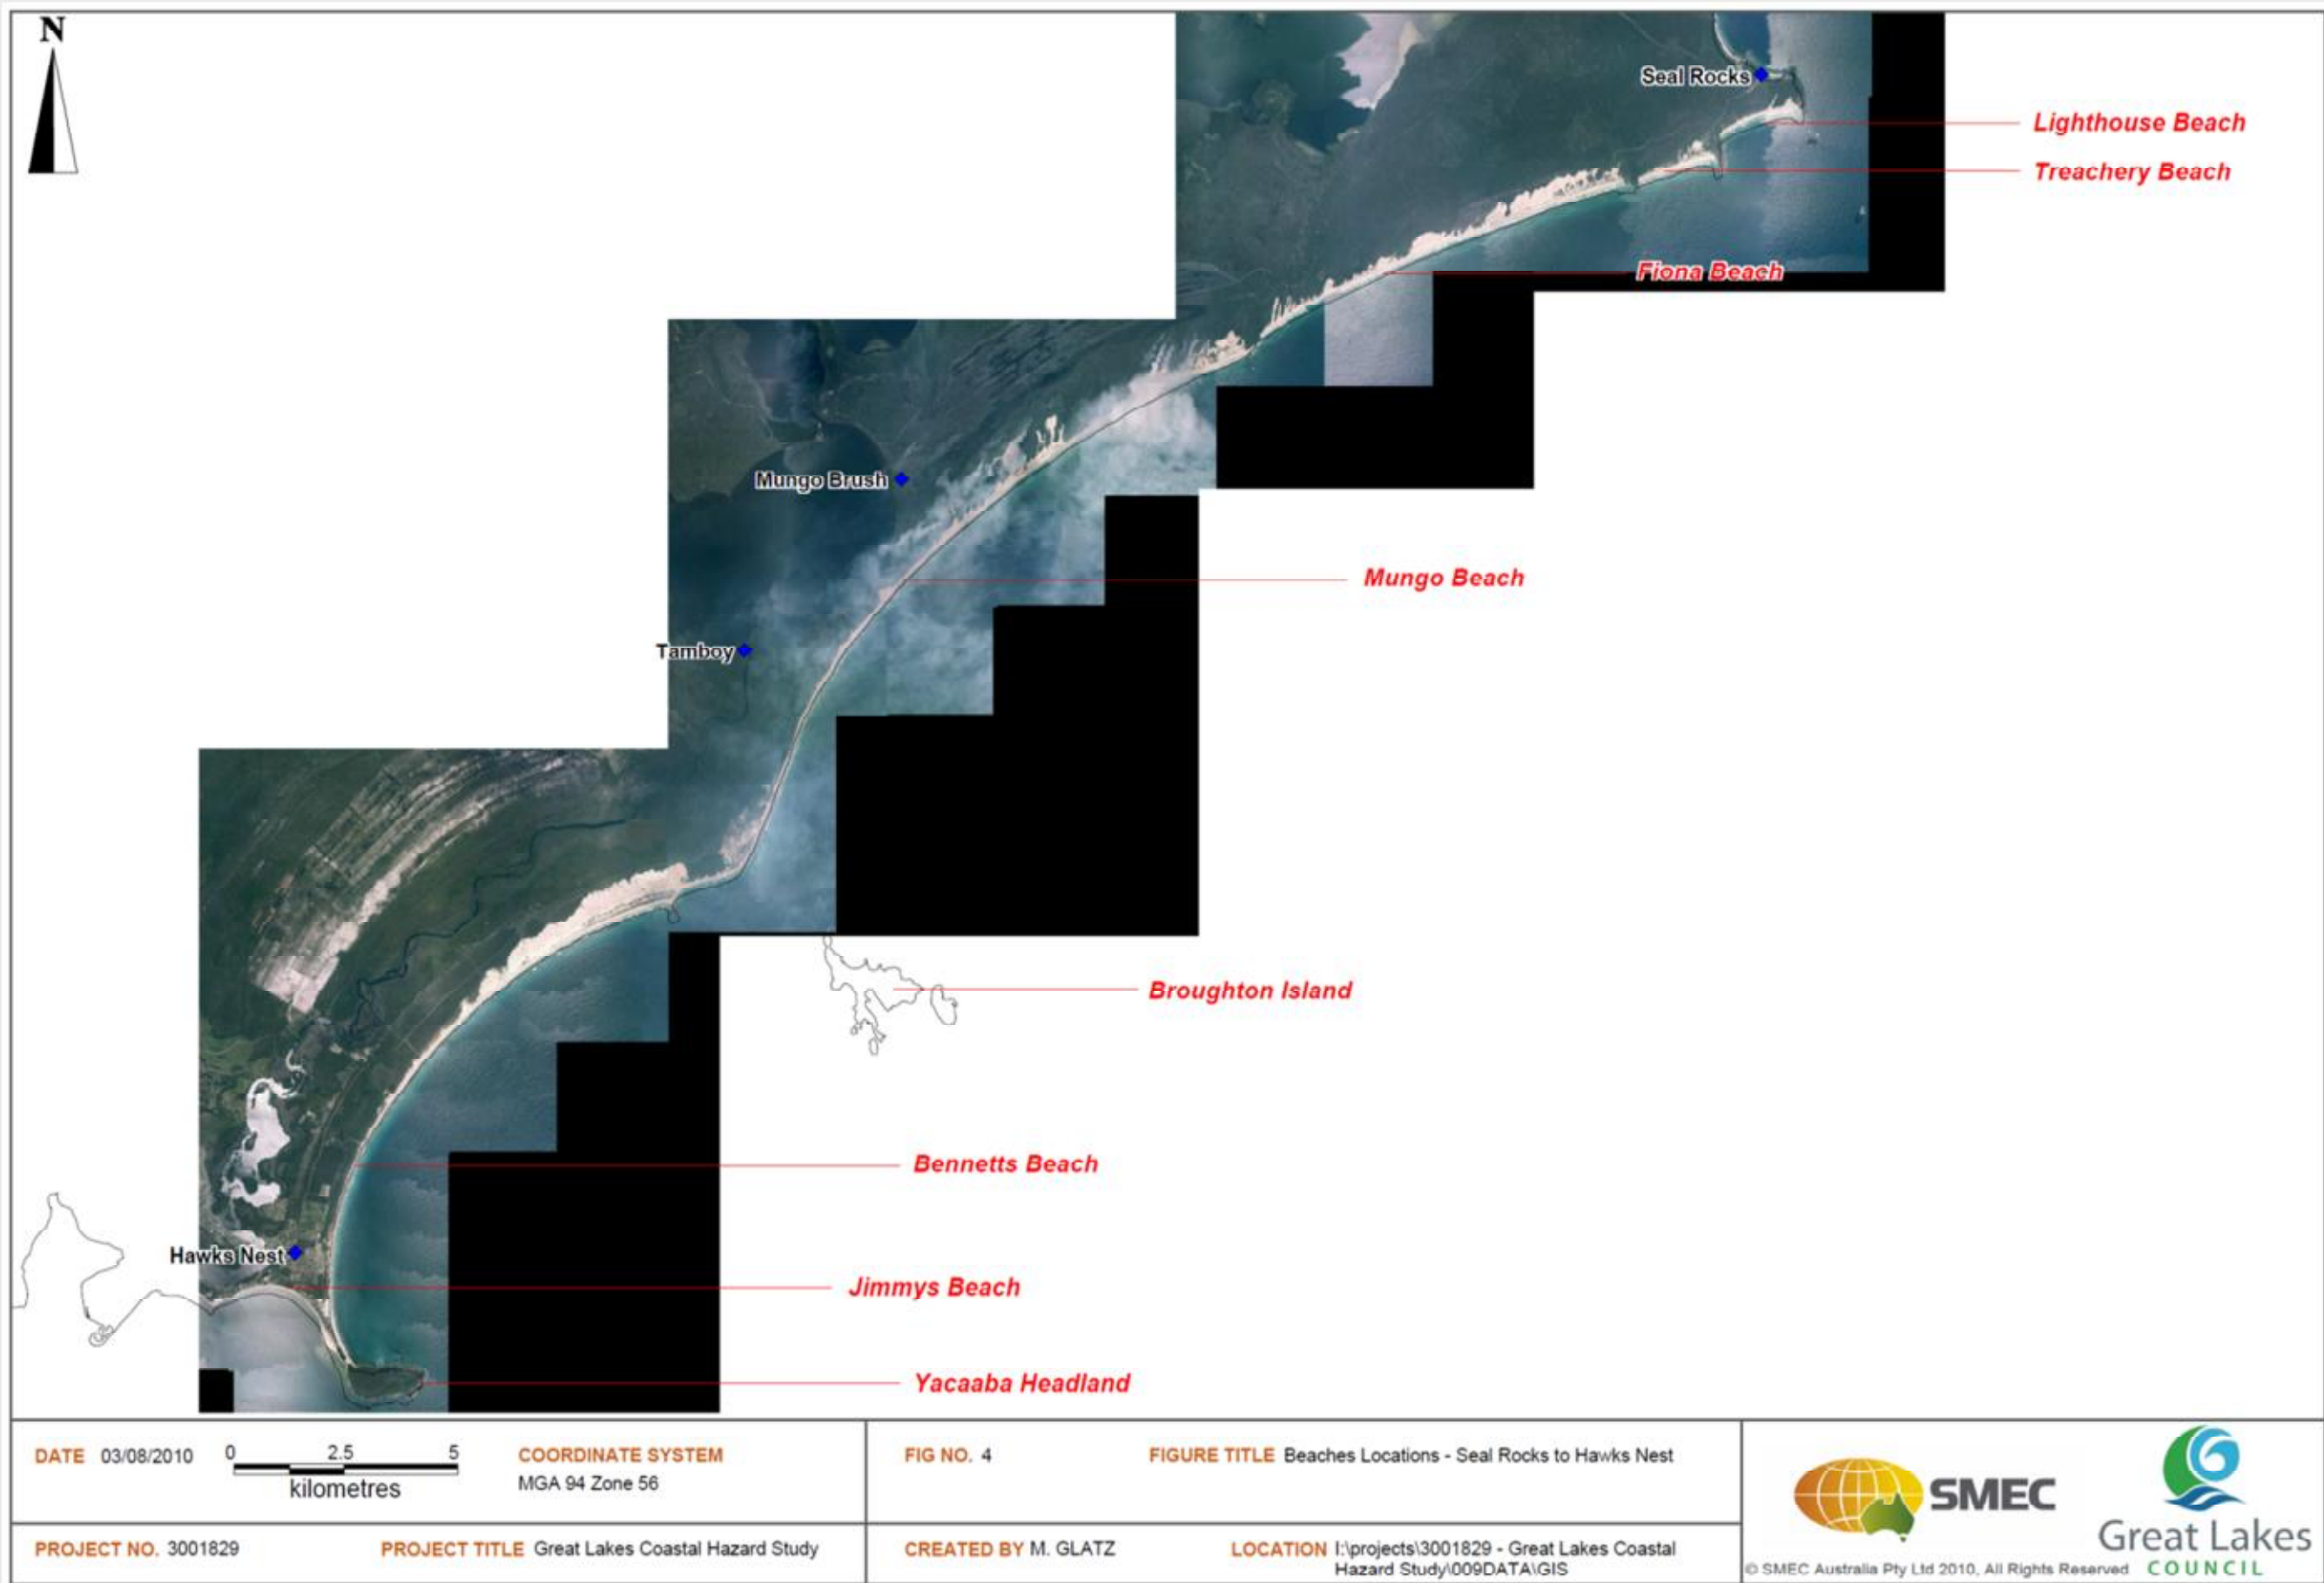 N
Seal Rocks
Lighthouse Beach
Treachery Beach
Fiona Beach
Mungo Brush
Mungo Beach
Tamboy
Broughton Island
Bennetts Beach
Hawks Nest
Jimmys Beach
Yacaaba Headland
DATE 03/08/2010
0 2.5 5
kilometres
COORDINATE SYSTEM
MGA 94 Zone 56
FIG NO. 4
FIGURE TITLE Beaches Locations - Seal Rocks to Hawks Nest
PROJECT NO. 3001829
PROJECT TITLE Great Lakes Coastal Hazard Study
CREATED BY M. GLATZ
LOCATION I:\projects\3001829 - Great Lakes Coastal
Hazard Study\009DATA\GIS
SMEC
Great Lakes
COUNCIL
© SMEC Australia Pty Ltd 2010, All Rights Reserved